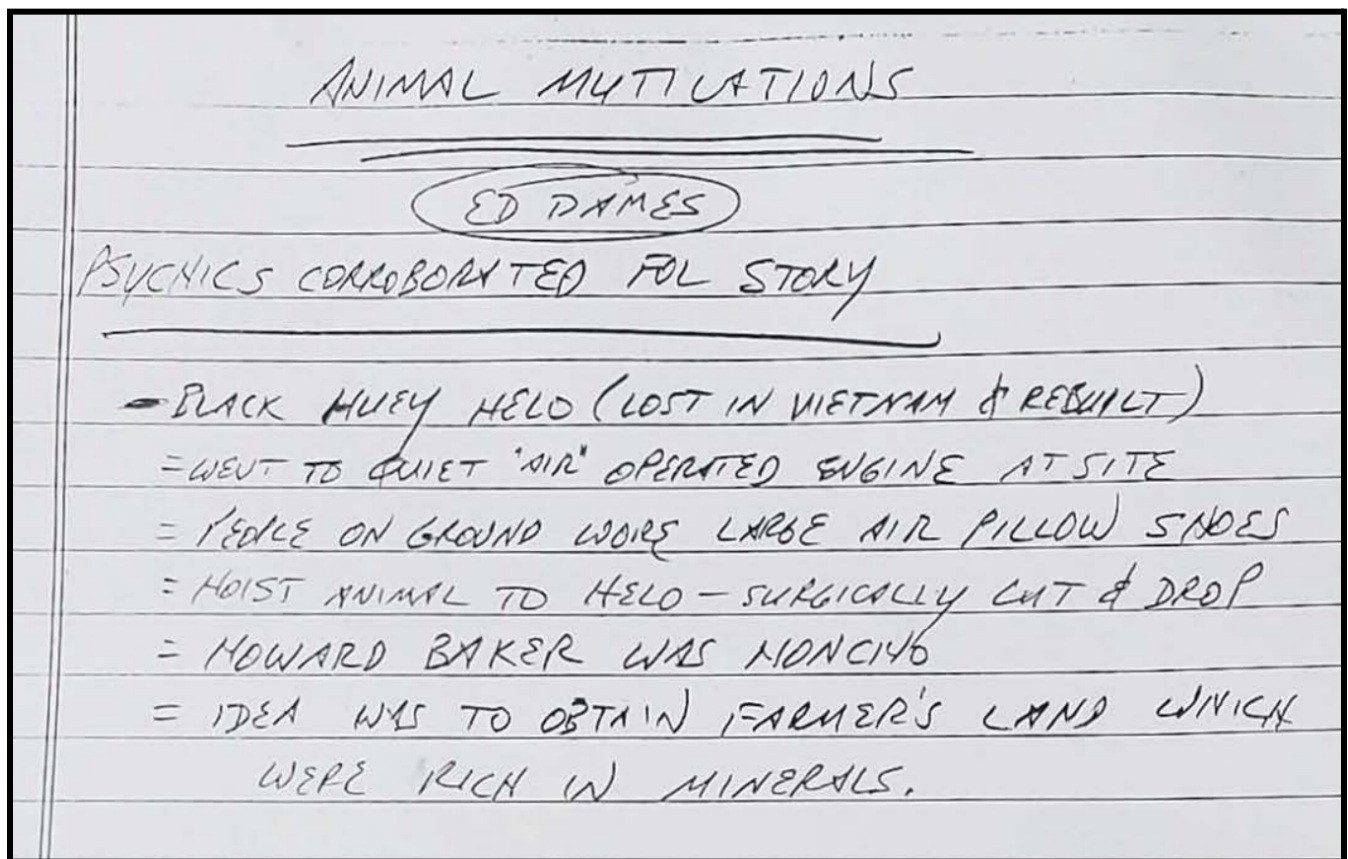 ANIMAL MUTILATIONS
ED DAMES
PSYCHICS CORROBORATED FOL STORY
- BLACK HUEY HELO (LOST IN VIETNAM & REBUILT)
= WENT TO QUIET "AIR" OPERATED ENGINE AT SITE
= PEOPLE ON GROUND WORE LARGE AIR PILLOW SHOES
= HOIST ANIMAL TO HELO - SURGICALLY CUT & DROP
= HOWARD BAKER WAS HONCHO
= IDEA WAS TO OBTAIN FARMER'S LAND WHICH
WERE RICH IN MINERALS.